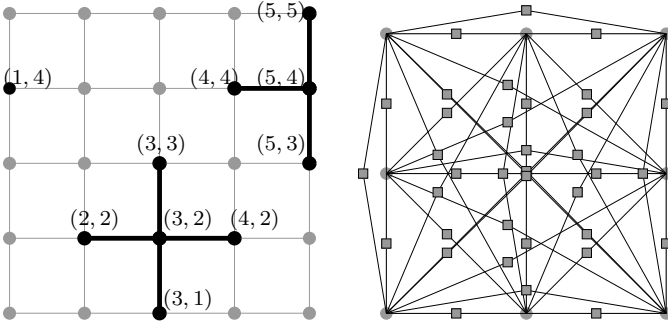 (5, 5)
(1, 4) (4, 4) (5, 4)
(3, 3) (5, 3)
(2, 2) (3, 2) (4, 2)
(3, 1)